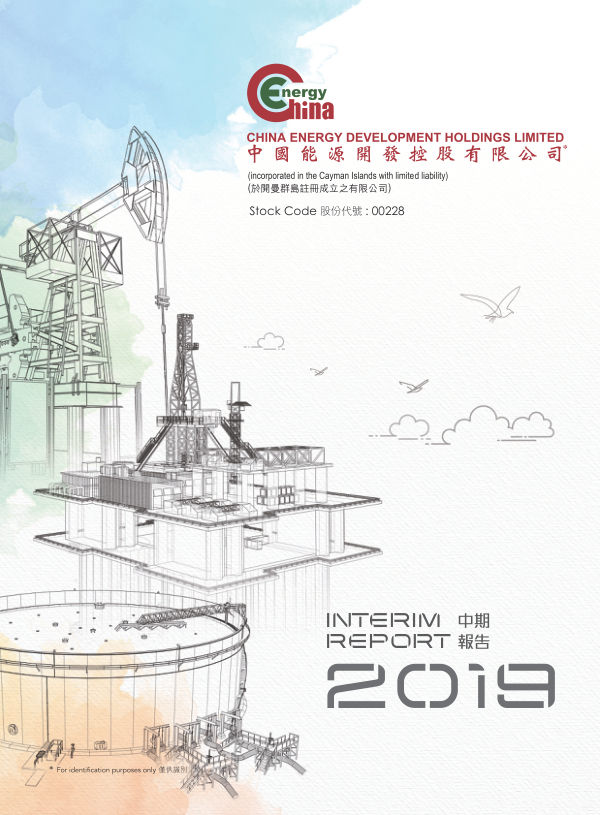 Energy
China
CHINA ENERGY DEVELOPMENT HOLDINGS LIMITED
中國能源開發控股有限公司*
(incorporated in the Cayman Islands with limited liability)
(於開曼群島註冊成立之有限公司)
Stock Code 股份代號 : 00228
INTERIM 中期
REPORT 報告
2019
* For identification purposes only 僅供識別